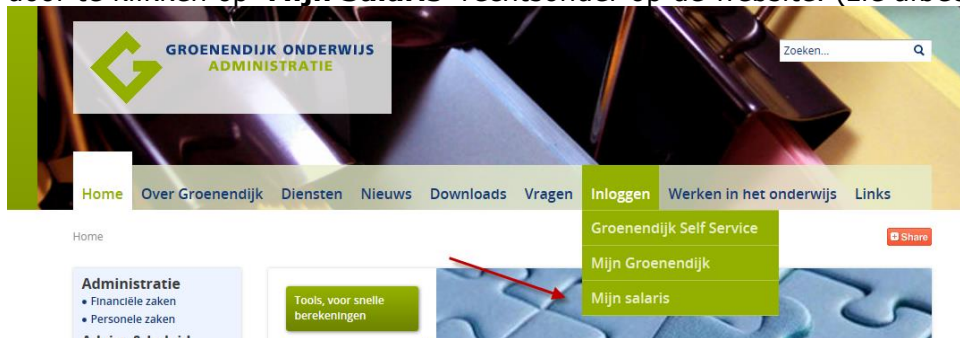 GROENENDIJK ONDERWIJS
ADMINISTRATIE
Zoeken...
Home Over Groenendijk Diensten Nieuws Downloads Vragen Inloggen Werken in het onderwijs Links
Groenendijk Self Service
Mijn Groenendijk
Mijn salaris
Home
Share
Administratie
• Financiële zaken
• Personele zaken
Tools, voor snelle
berekeningen